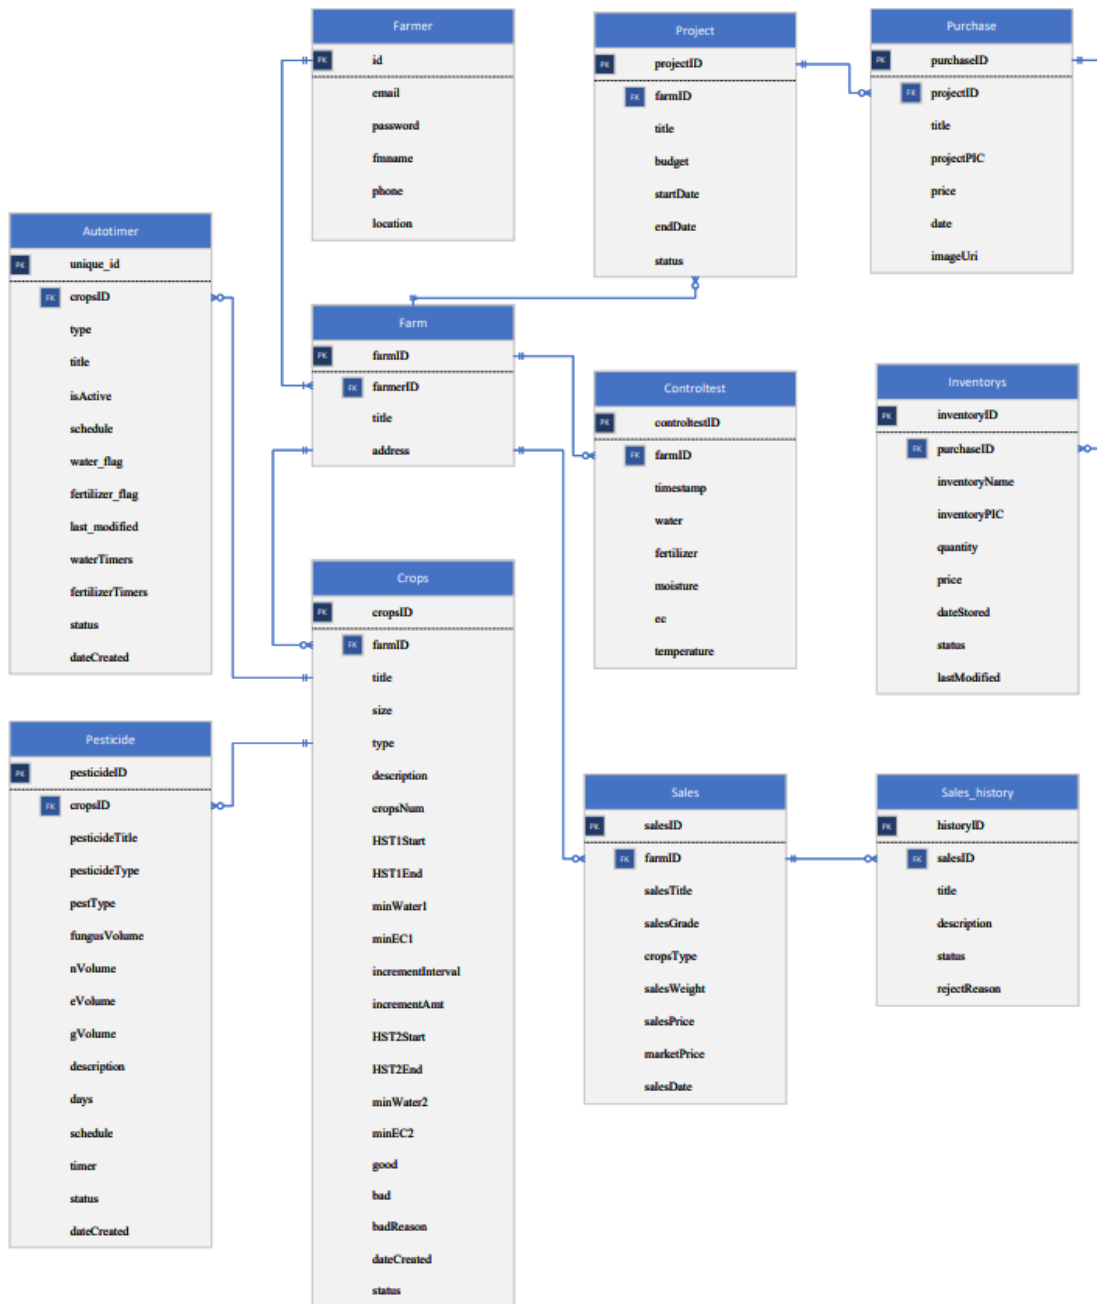 Farmer
PK id
email
password
fmname
phone
location
Project
PK projectID
FK farmID
title
budget
startDate
endDate
status
Purchase
PK purchaseID
FK projectID
title
projectPIC
price
date
imageUri
Autotimer
PK unique_id
FK cropsID
type
title
isActive
schedule
water_flag
fertilizer_flag
last_modified
waterTimers
fertilizerTimers
status
dateCreated
Farm
PK farmID
FK farmerID
title
address
Controltest
PK controltestID
FK farmID
timestamp
water
fertilizer
moisture
ec
temperature
Inventorys
PK inventoryID
FK purchaseID
inventoryName
inventoryPIC
quantity
price
dateStored
status
lastModified
Crops
PK cropsID
FK farmID
title
size
type
description
cropsNum
HST1Start
HST1End
minWater1
minEC1
incrementInterval
incrementAmt
HST2Start
HST2End
minWater2
minEC2
good
bad
badReason
dateCreated
status
Pesticide
PK pesticideID
FK cropsID
pesticideTitle
pesticideType
pestType
fungusVolume
nVolume
eVolume
gVolume
description
days
schedule
timer
status
dateCreated
Sales
PK salesID
FK farmID
salesTitle
salesGrade
cropsType
salesWeight
salesPrice
marketPrice
salesDate
Sales_history
PK historyID
FK salesID
title
description
status
rejectReason